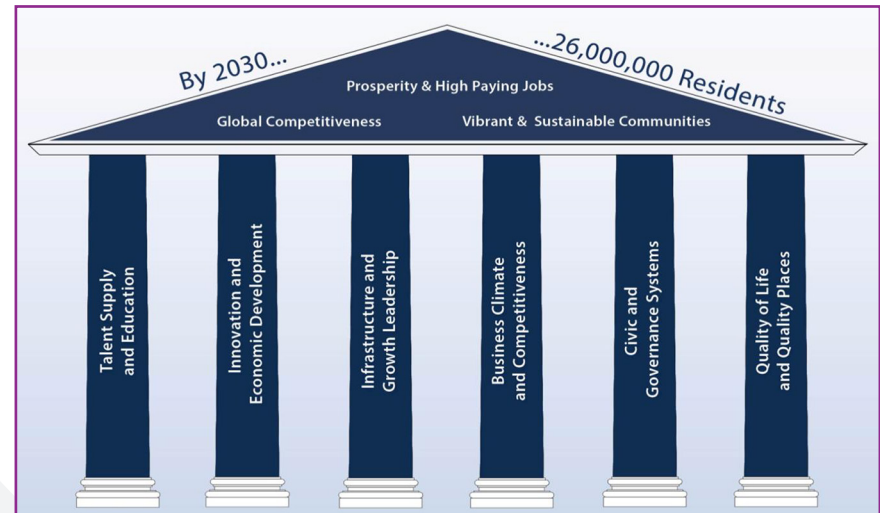 By 2030...
...26,000,000 Residents
Prosperity & High Paying Jobs
Global Competitiveness
Vibrant & Sustainable Communities
Talent Supply
and Education
Innovation and
Economic Development
Infrastructure and
Growth Leadership
Business Climate
and Competitiveness
Civic and
Governance Systems
Quality of Life
and Quality Places